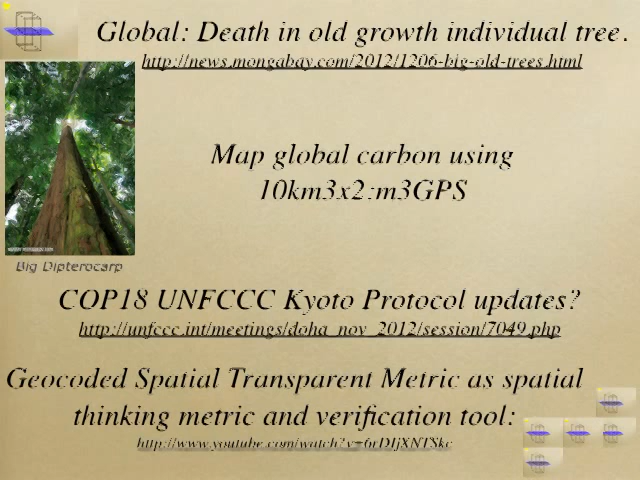 Global: Death in old growth individual tree.
http://news.mongabay.com/2012/1206-big-old-trees.html
Map global carbon using
10km3x2:m3GPS
Big Dipterocarp
COP18 UNFCCC Kyoto Protocol updates?
http://unfccc.int/meetings/doha_nov_2012/session/7049.php
Geocoded Spatial Transparent Metric as spatial
thinking metric and verification tool: